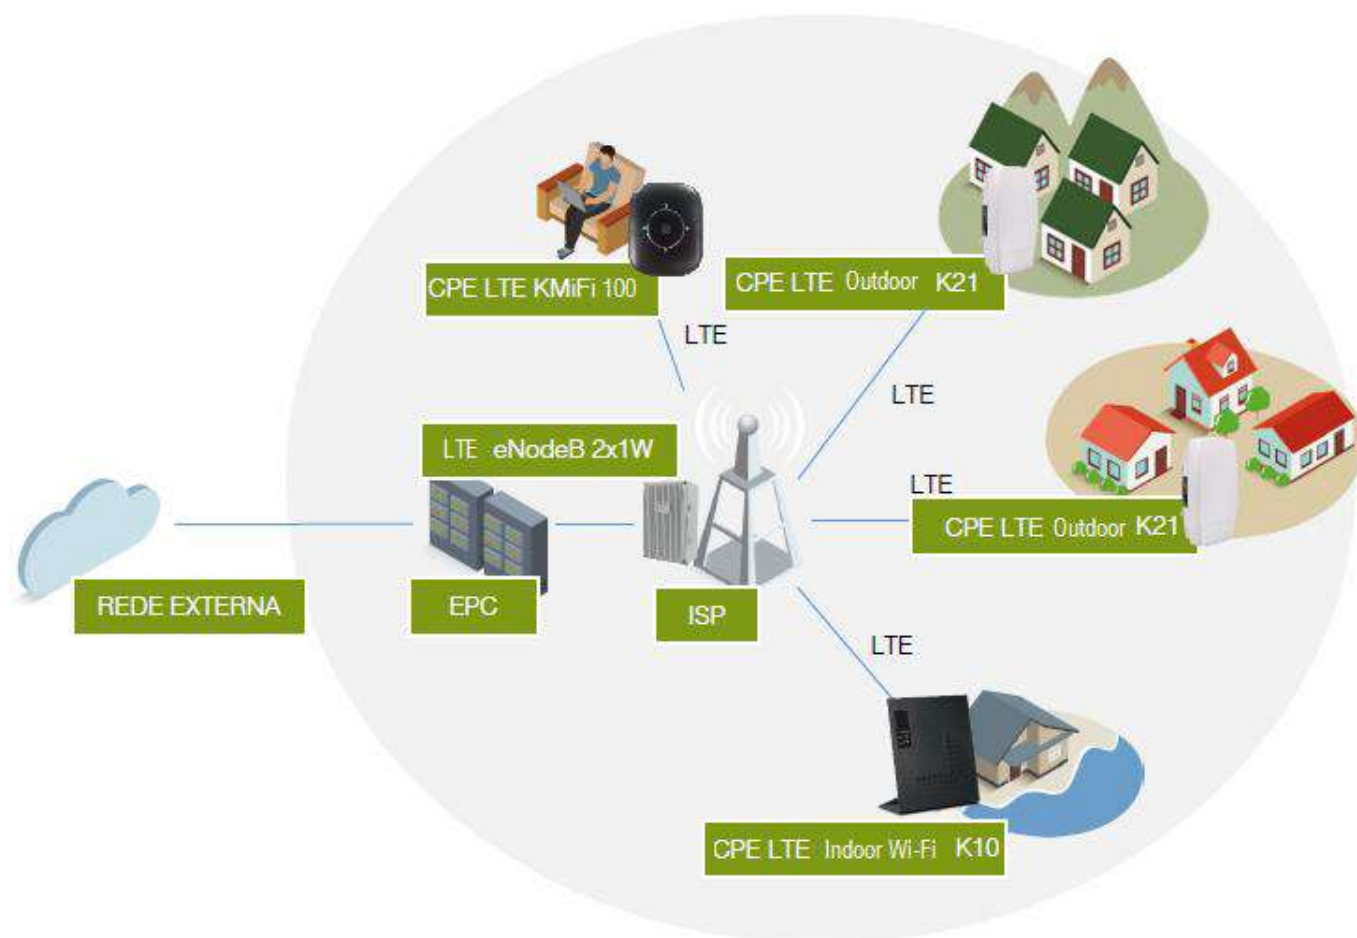 CPE LTE KMiFi 100
CPE LTE Outdoor K21
LTE
LTE
LTE eNodeB 2x1W
LTE
CPE LTE Outdoor K21
REDE EXTERNA
EPC
ISP
LTE
CPE LTE Indoor Wi-Fi K10